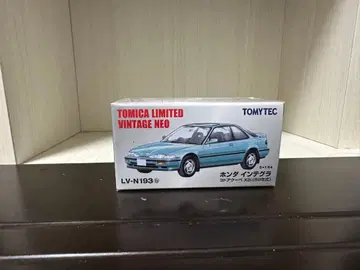 TOMICA LIMITED
VINTAGE NEO
TOMYTEC
LV-N193
ホンダ インテグラ